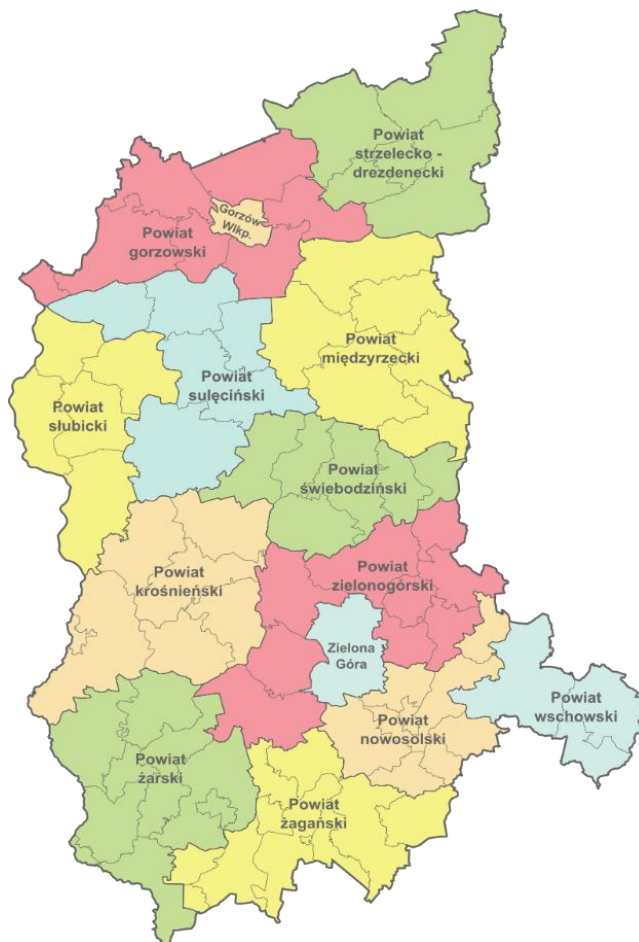 Powiat
strzelecko -
drezdenecki
Gorzów
Wlkp.
Powiat
gorzowski
Powiat
międzyrzecki
Powiat
sulęciński
Powiat
słubicki
Powiat
świebodziński
Powiat
krośnieński
Powiat
zielonogórski
Zielona
Góra
Powiat
wschowski
Powiat
nowosolski
Powiat
żarski
Powiat
żagański